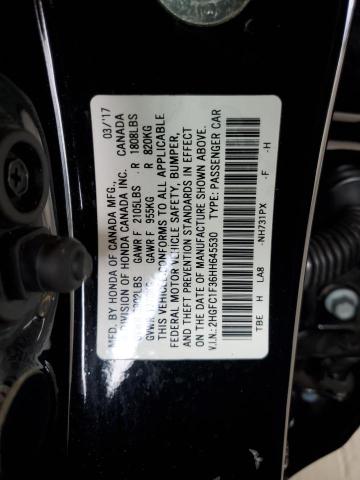 MFD. BY HONDA OF CANADA MFG., 03/'17
DIVISION OF HONDA CANADA INC. CANADA
GAWR F 2105LBS R 1808LBS
GAWR F 955KG R 820KG
THIS VEHICLE CONFORMS TO ALL APPLICABLE
FEDERAL MOTOR VEHICLE SAFETY, BUMPER,
AND THEFT PREVENTION STANDARDS IN EFFECT
ON THE DATE OF MANUFACTURE SHOWN ABOVE.
V.I.N.: 2HGFC1F36HH645530 TYPE: PASSENGER CAR
TBE H LA8 -NH731PX -F -H